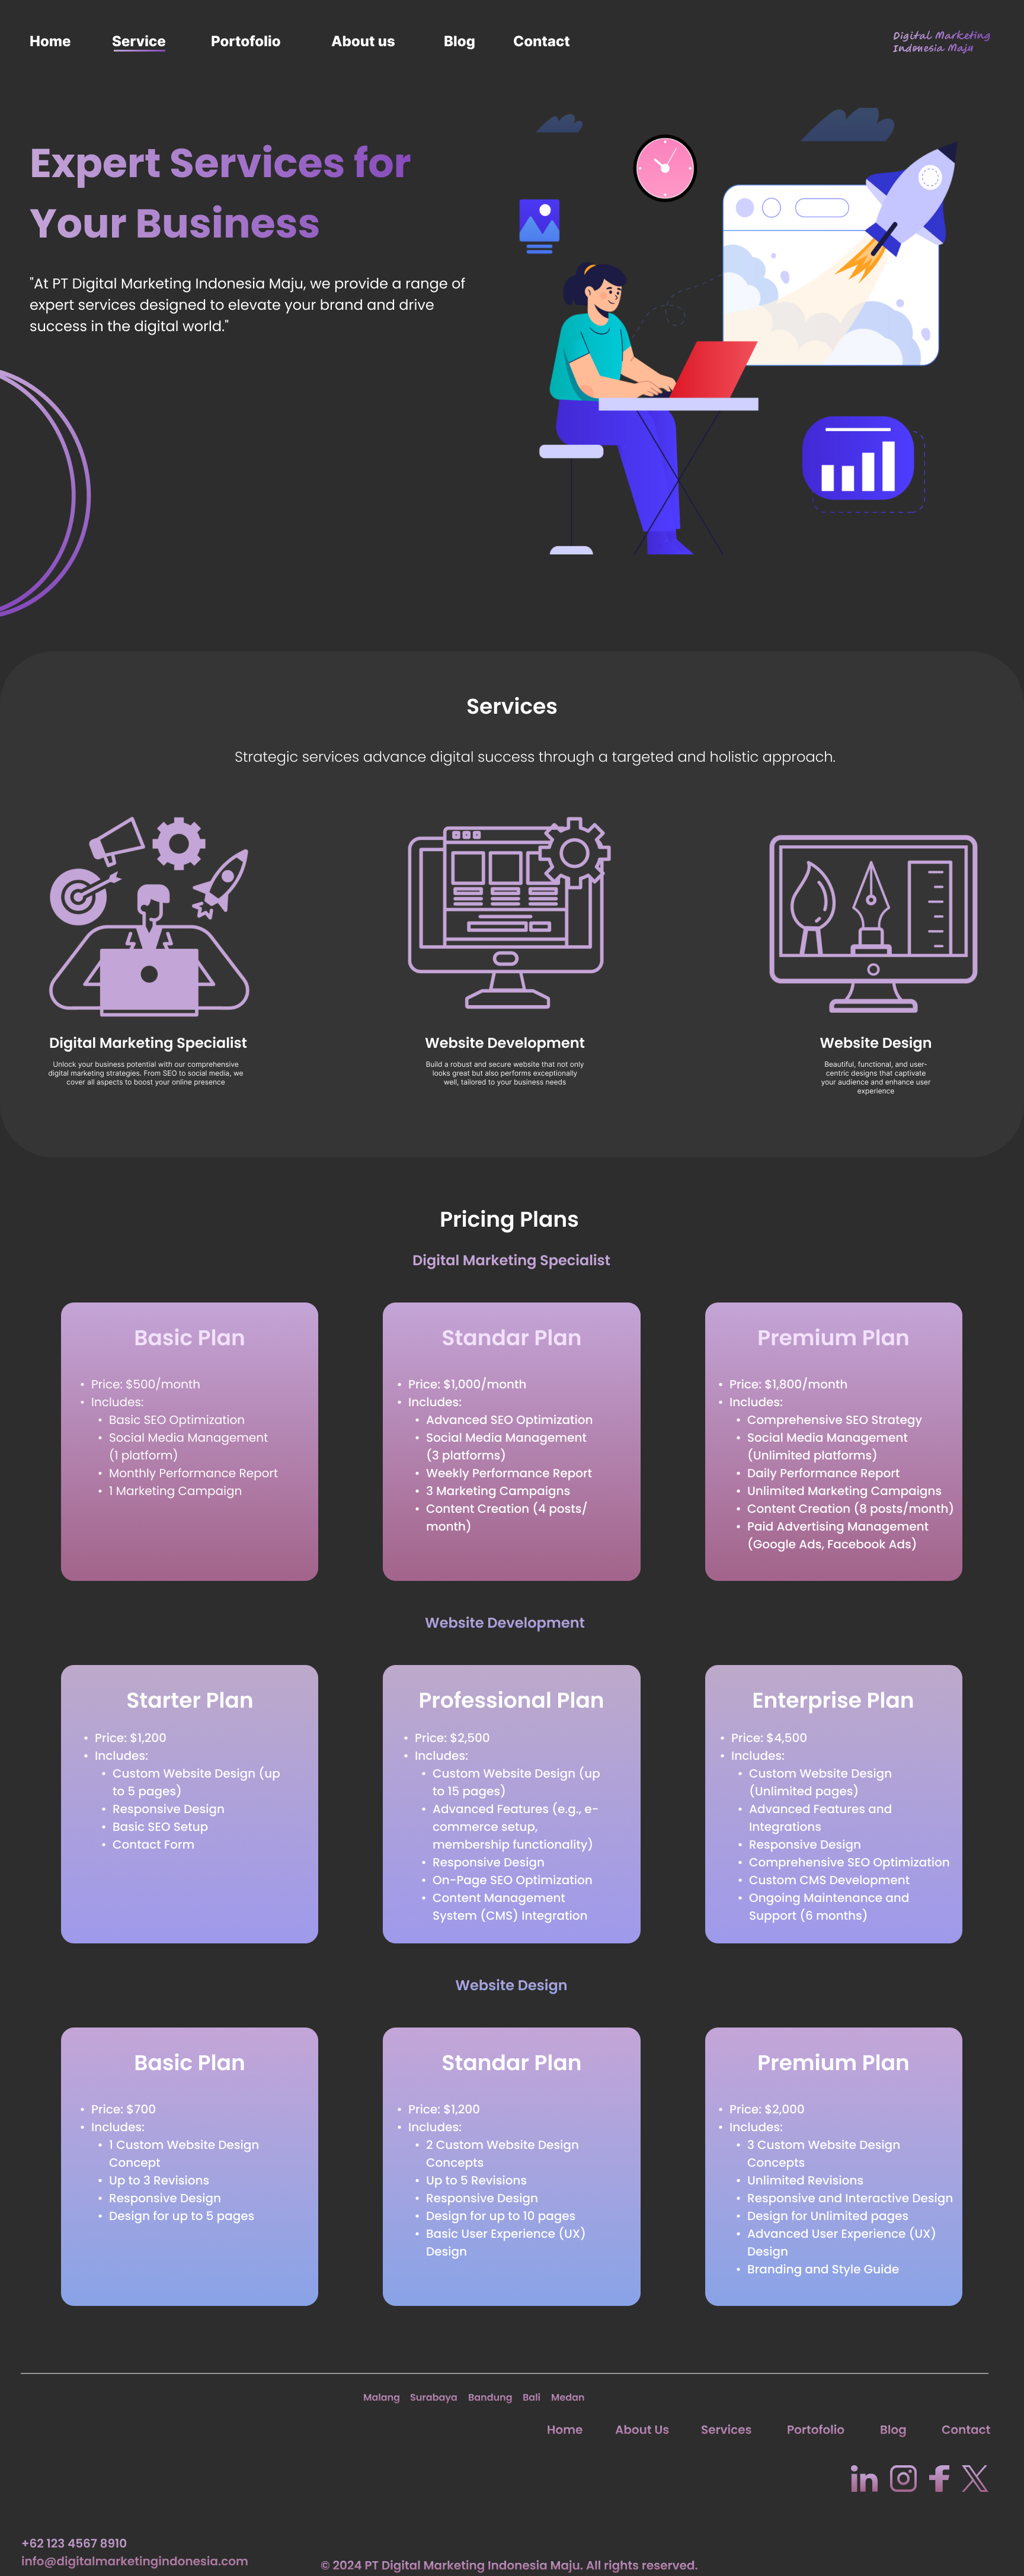 Home Service Portofolio About us Blog Contact
Digital Marketing
Indonesia Maju
Expert Services for
Your Business
"At PT Digital Marketing Indonesia Maju, we provide a range of
expert services designed to elevate your brand and drive
success in the digital world."
Services
Strategic services advance digital success through a targeted and holistic approach.
Digital Marketing Specialist
Unlock your business potential with our comprehensive
digital marketing strategies. From SEO to social media, we
cover all aspects to boost your online presence
Website Development
Build a robust and secure website that not only
looks great but also performs exceptionally
well, tailored to your business needs
Website Design
Beautiful, functional, and user-
centric designs that captivate
your audience and enhance user
experience
Pricing Plans
Digital Marketing Specialist
Basic Plan
• Price: $500/month
• Includes:
• Basic SEO Optimization
• Social Media Management
(1 platform)
• Monthly Performance Report
• 1 Marketing Campaign
Standar Plan
• Price: $1,000/month
• Includes:
• Advanced SEO Optimization
• Social Media Management
(3 platforms)
• Weekly Performance Report
• 3 Marketing Campaigns
• Content Creation (4 posts/
month)
Premium Plan
• Price: $1,800/month
• Includes:
• Comprehensive SEO Strategy
• Social Media Management
(Unlimited platforms)
• Daily Performance Report
• Unlimited Marketing Campaigns
• Content Creation (8 posts/month)
• Paid Advertising Management
(Google Ads, Facebook Ads)
Website Development
Starter Plan
• Price: $1,200
• Includes:
• Custom Website Design (up
to 5 pages)
• Responsive Design
• Basic SEO Setup
• Contact Form
Professional Plan
• Price: $2,500
• Includes:
• Custom Website Design (up
to 15 pages)
• Advanced Features (e.g., e-
commerce setup,
membership functionality)
• Responsive Design
• On-Page SEO Optimization
• Content Management
System (CMS) Integration
Enterprise Plan
• Price: $4,500
• Includes:
• Custom Website Design
(Unlimited pages)
• Advanced Features and
Integrations
• Responsive Design
• Comprehensive SEO Optimization
• Custom CMS Development
• Ongoing Maintenance and
Support (6 months)
Website Design
Basic Plan
• Price: $700
• Includes:
• 1 Custom Website Design
Concept
• Up to 3 Revisions
• Responsive Design
• Design for up to 5 pages
Standar Plan
• Price: $1,200
• Includes:
• 2 Custom Website Design
Concepts
• Up to 5 Revisions
• Responsive Design
• Design for up to 10 pages
• Basic User Experience (UX)
Design
Premium Plan
• Price: $2,000
• Includes:
• 3 Custom Website Design
Concepts
• Unlimited Revisions
• Responsive and Interactive Design
• Design for Unlimited pages
• Advanced User Experience (UX)
Design
• Branding and Style Guide
Malang Surabaya Bandung Bali Medan
Home About Us Services Portofolio Blog Contact
+62 123 4567 8910
info@digitalmarketingindonesia.com
© 2024 PT Digital Marketing Indonesia Maju. All rights reserved.